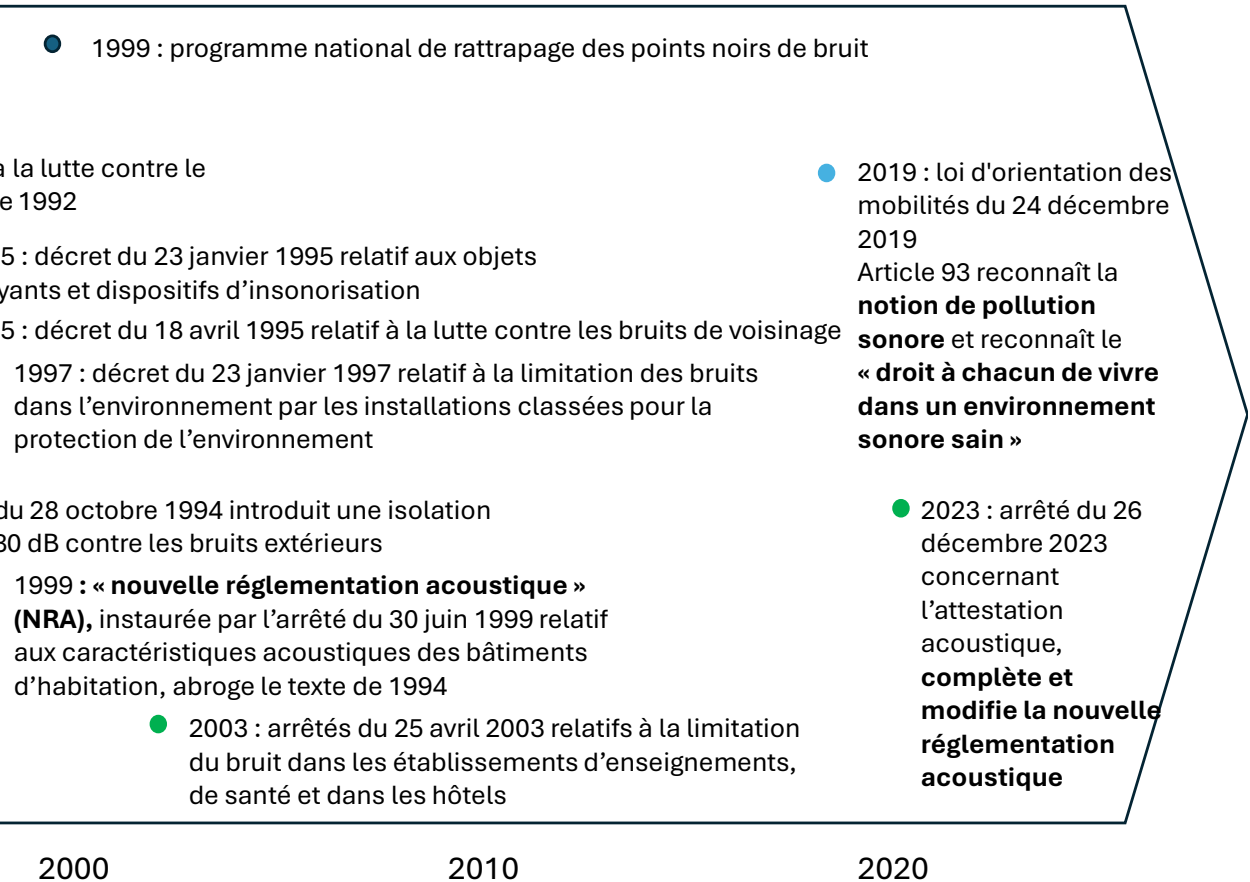 1999 : programme national de rattrapage des points noirs de bruit
à la lutte contre le
e 1992
5 : décret du 23 janvier 1995 relatif aux objets
yants et dispositifs d’insonorisation
5 : décret du 18 avril 1995 relatif à la lutte contre les bruits de voisinage
1997 : décret du 23 janvier 1997 relatif à la limitation des bruits
dans l’environnement par les installations classées pour la
protection de l’environnement
2019 : loi d'orientation des
mobilités du 24 décembre
2019
Article 93 reconnaît la
notion de pollution
sonore et reconnaît le
« droit à chacun de vivre
dans un environnement
sonore sain »
du 28 octobre 1994 introduit une isolation
30 dB contre les bruits extérieurs
1999 : « nouvelle réglementation acoustique »
(NRA), instaurée par l’arrêté du 30 juin 1999 relatif
aux caractéristiques acoustiques des bâtiments
d’habitation, abroge le texte de 1994
2003 : arrêtés du 25 avril 2003 relatifs à la limitation
du bruit dans les établissements d’enseignements,
de santé et dans les hôtels
2023 : arrêté du 26
décembre 2023
concernant
l’attestation
acoustique,
complète et
modifie la nouvelle
réglementation
acoustique
2000
2010
2020